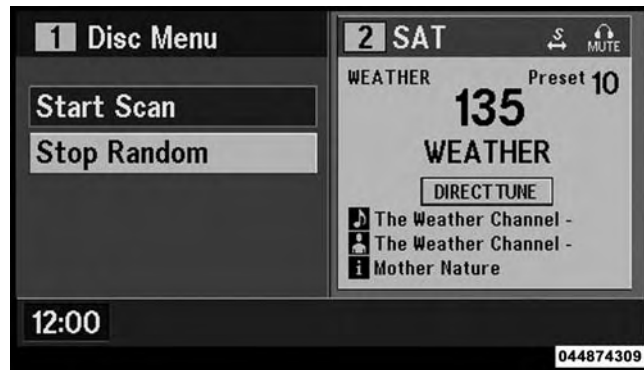 1 Disc Menu
Start Scan
Stop Random
2 SAT
S
MUTE
WEATHER Preset 10
135
WEATHER
DIRECT TUNE
The Weather Channel -
The Weather Channel -
i Mother Nature
12:00
044874309